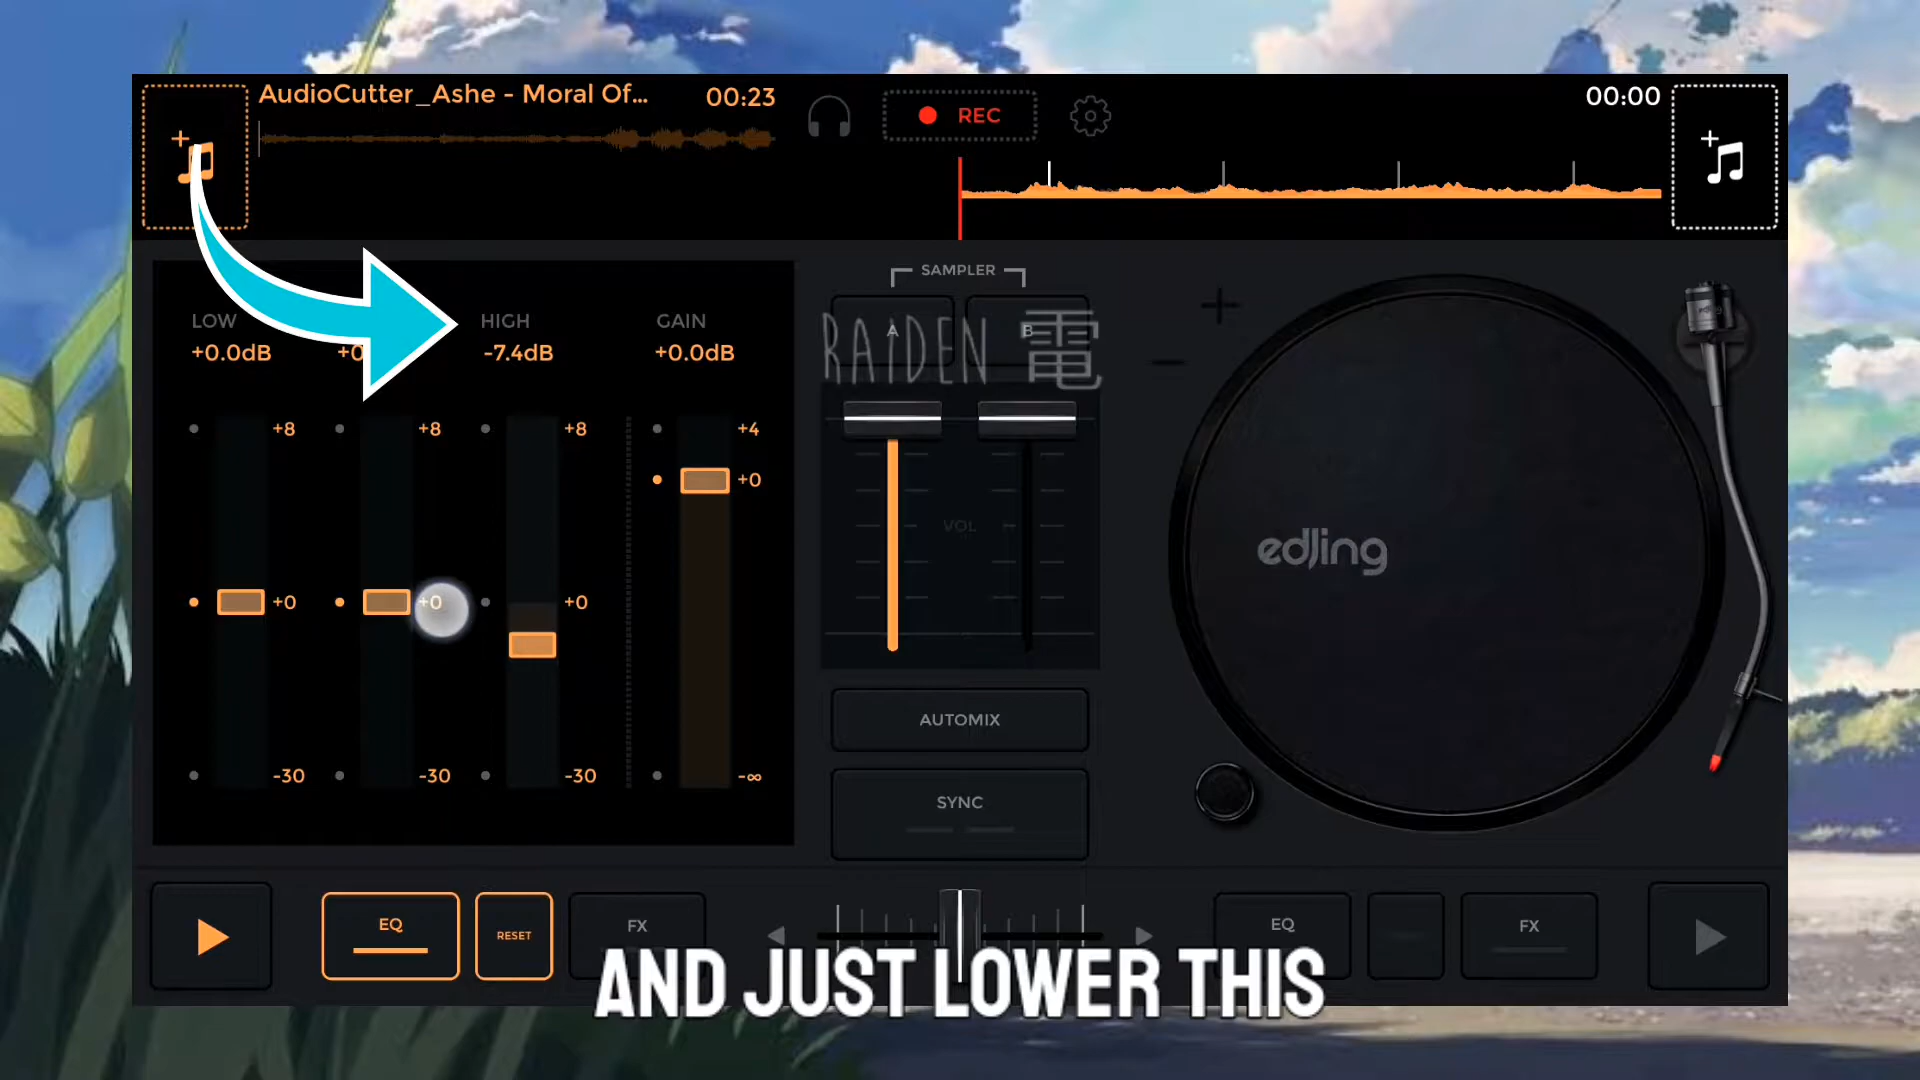 AudioCutter_Ashe - Moral Of...
00:23
REC
00:00
SAMPLER
A
B
RAIDEN 電
LOW
HIGH
GAIN
+0.0dB
+0
-7.4dB
+0.0dB
+8
+8
+8
+4
+0
+0
+0
+0
VOL
edjing
-30
-30
-30
-∞
AUTOMIX
SYNC
EQ
RESET
FX
EQ
FX
AND JUST LOWER THIS